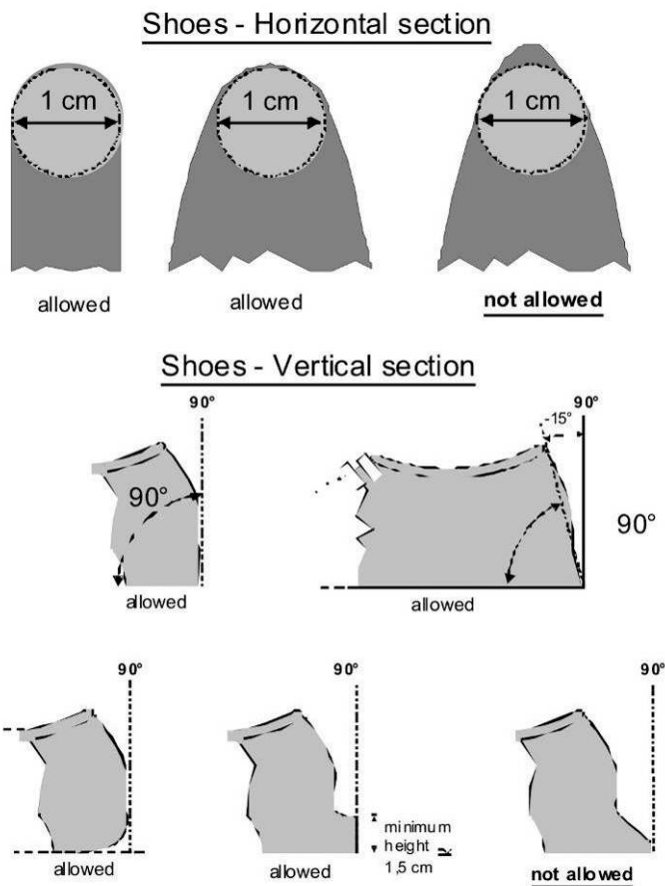 Shoes - Horizontal section
1 cm 1 cm 1 cm
allowed allowed not allowed
Shoes - Vertical section
90° 90°
-15°
90° 90°
allowed allowed
90° 90° 90°
minimum
height
1,5 cm
allowed allowed not allowed